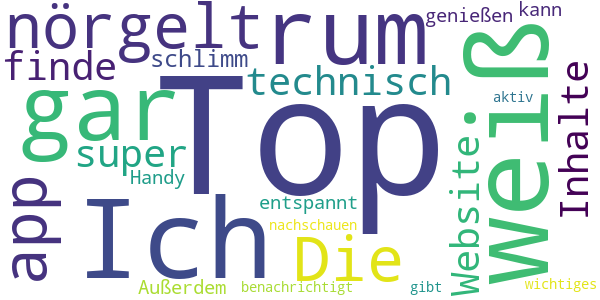 nörgelt
rum
genießen
kann
finde
schlimm
technisch
Top
weiß
gar
super
Handy
app
Ich
entspannt
nachschauen
Die
Website.
Inhalte
aktiv
Außerdem
benachrichtigt
gibt
wichtiges